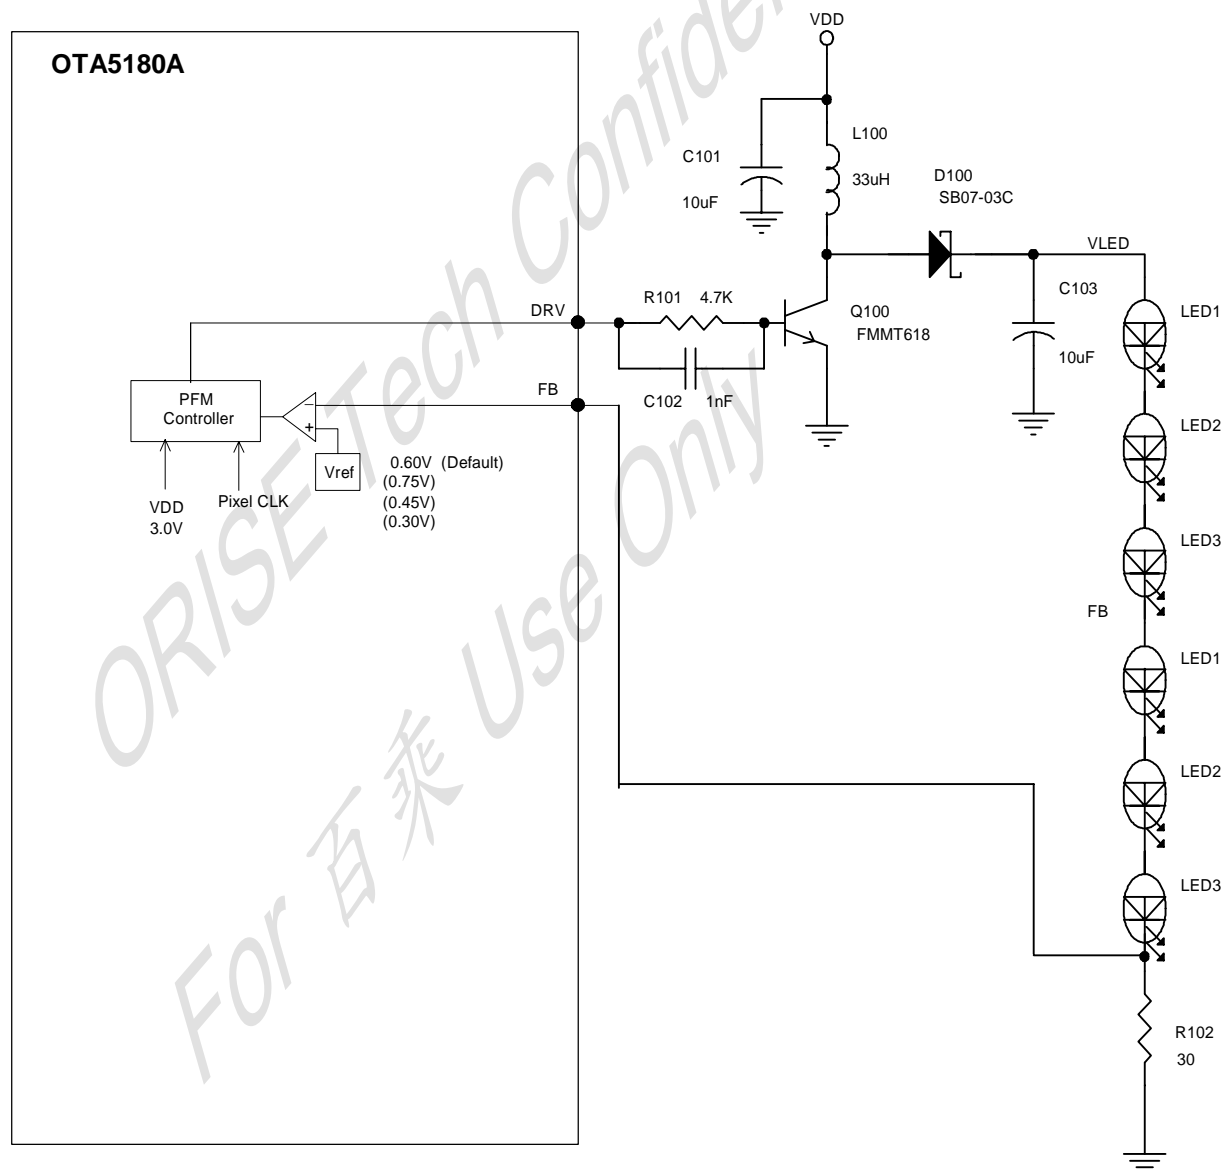 OTA5180A
VDD
L100
33uH
C101
10uF
D100
SB07-03C
VLED
C103
10uF
DRV
R101 4.7K
Q100
FMMT618
C102 1nF
FB
PFM
Controller
Vref
0.60V (Default)
(0.75V)
(0.45V)
(0.30V)
VDD
3.0V
Pixel CLK
LED1
LED2
LED3
FB
LED1
LED2
LED3
R102
30
ORISE Tech Confiden
For 百乘 Use Only